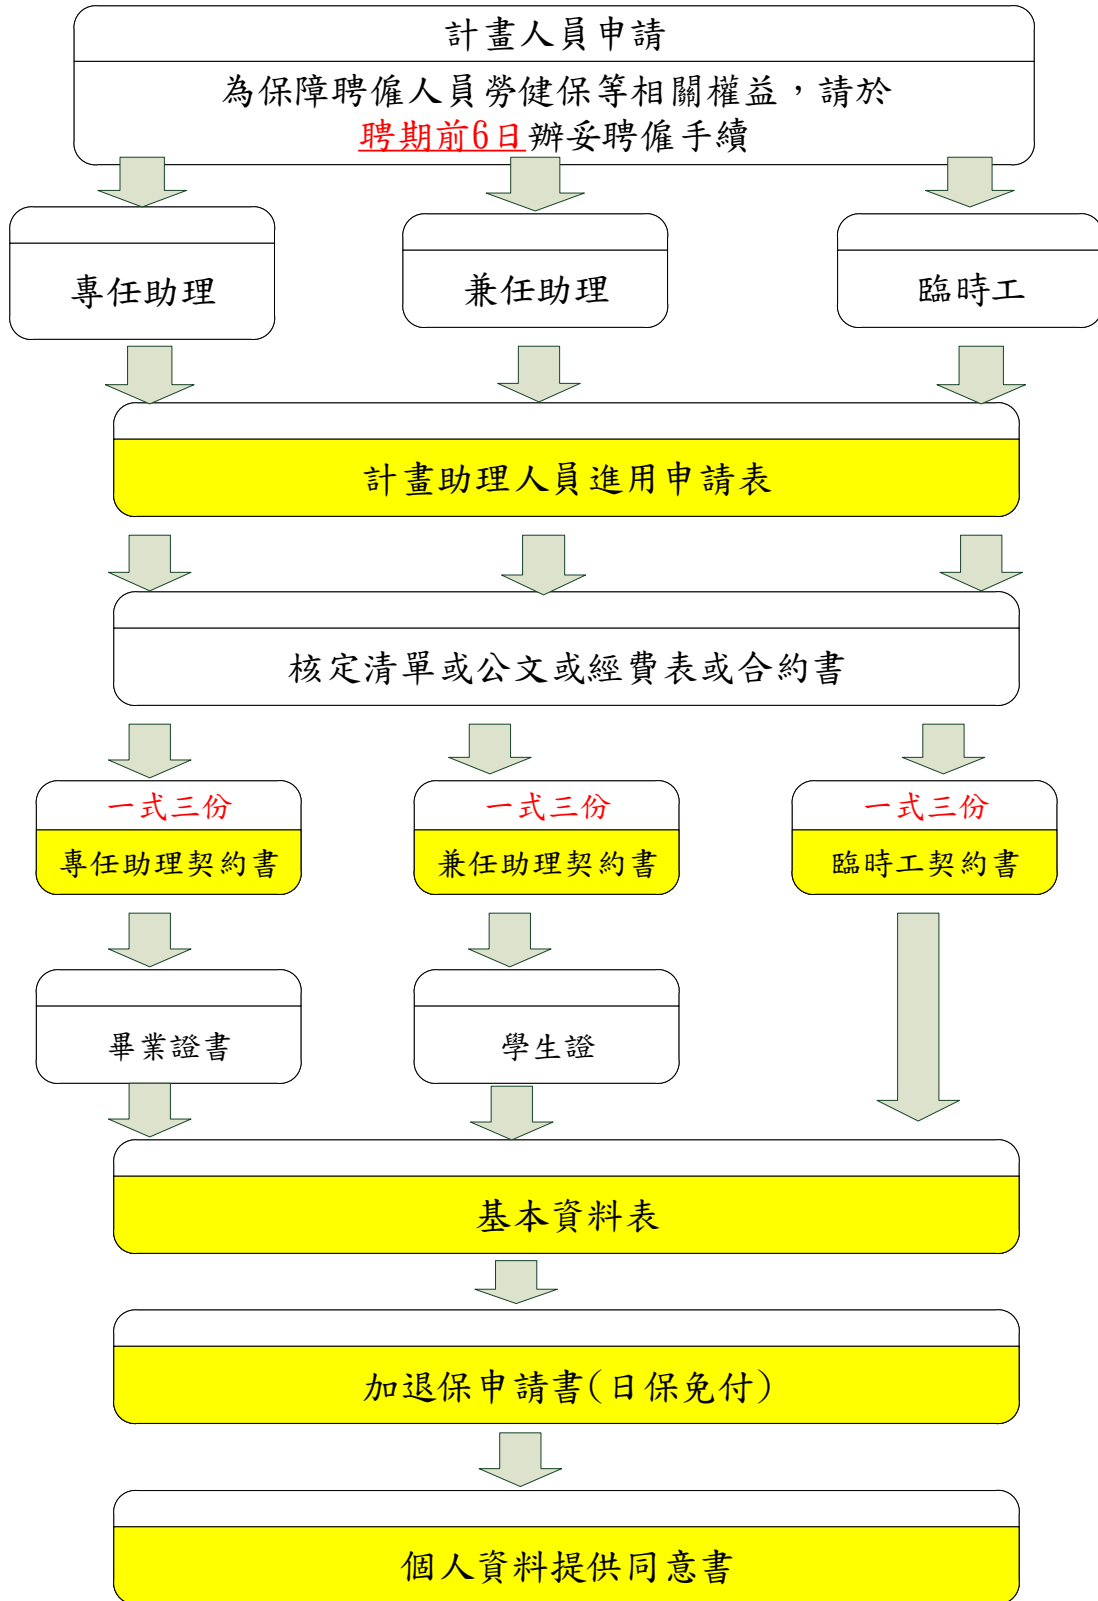 計畫人員申請
為保障聘僱人員勞健保等相關權益，請於
聘期前6日辦妥聘僱手續
專任助理
兼任助理
臨時工
計畫助理人員進用申請表
核定清單或公文或經費表或合約書
一式三份
專任助理契約書
一式三份
兼任助理契約書
一式三份
臨時工契約書
畢業證書
學生證
基本資料表
加退保申請書(日保免付)
個人資料提供同意書